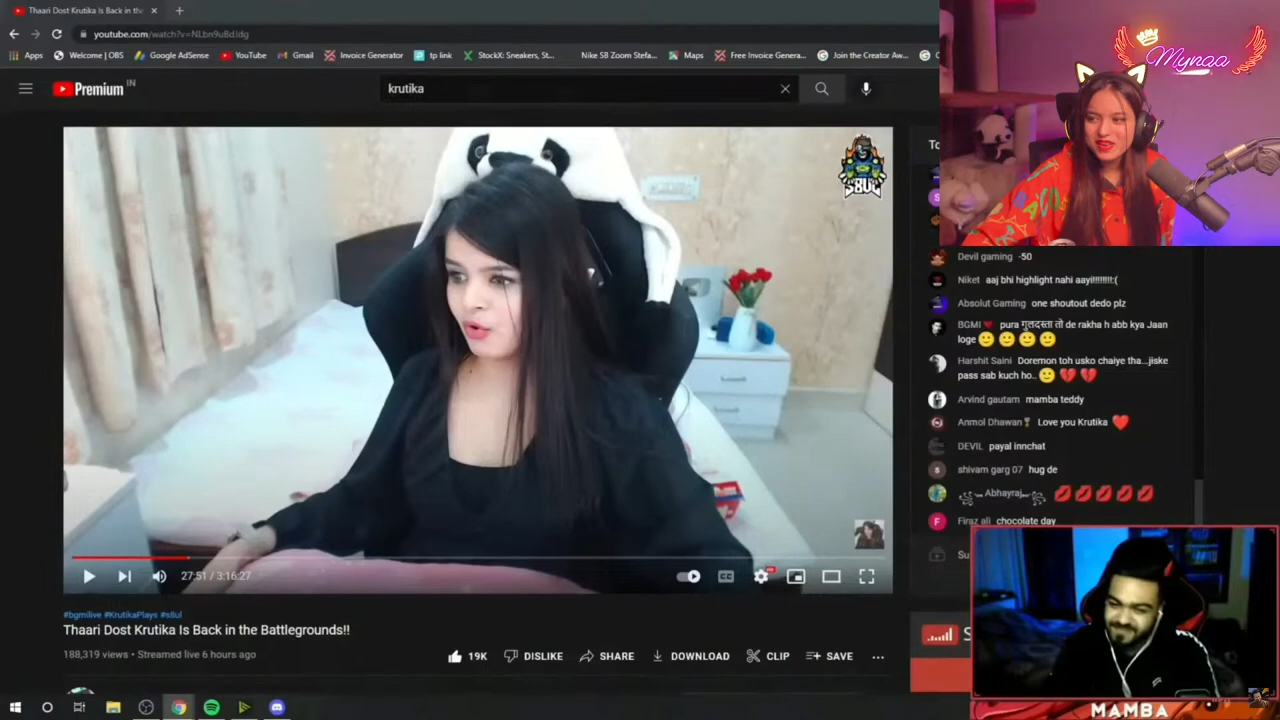 Thaari Dost Krutika Is Back in the
youtube.com/watch?v=NLbn9uBdJdg
Apps
Welcome | OBS
Google AdSense
YouTube
Gmail
Invoice Generator
tp link
StockX: Sneakers, St...
Nike SB Zoom Stefa...
Maps
Free Invoice Genera...
Join the Creator Aw...
Premium IN
krutika
Mynaa
S8UL
Devil gaming -50
Niket aaj bhi highlight nahi aayi!!!!!!!!:(
Absolut Gaming one shoutout dedo plz
BGMI♥ pura गुलदस्ता तो de rakha h abb kya Jaan
loge 🙂 🙂 🙂 🙂
Harshit Saini Doremon toh usko chaiye tha...jiske
pass sab kuch ho.. 🙂 💔 💔
Arvind gautam mamba teddy
Anmol Dhawan Love you Krutika ❤
DEVIL payal innchat
shivam garg 07 hug de
Abhayraj 💋💋💋💋💋
Firaz ali chocolate day
27:51 / 3:16:27
#bgmilive #KrutikaPlays #s8ul
Thaari Dost Krutika Is Back in the Battlegrounds!!
188,319 views • Streamed live 6 hours ago
19K
DISLIKE
SHARE
DOWNLOAD
CLIP
SAVE
MAMBA